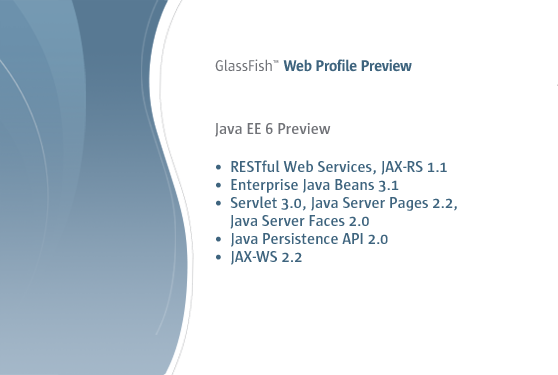 GlassFish™ Web Profile Preview
Java EE 6 Preview
• RESTful Web Services, JAX-RS 1.1
• Enterprise Java Beans 3.1
• Servlet 3.0, Java Server Pages 2.2,
Java Server Faces 2.0
• Java Persistence API 2.0
• JAX-WS 2.2